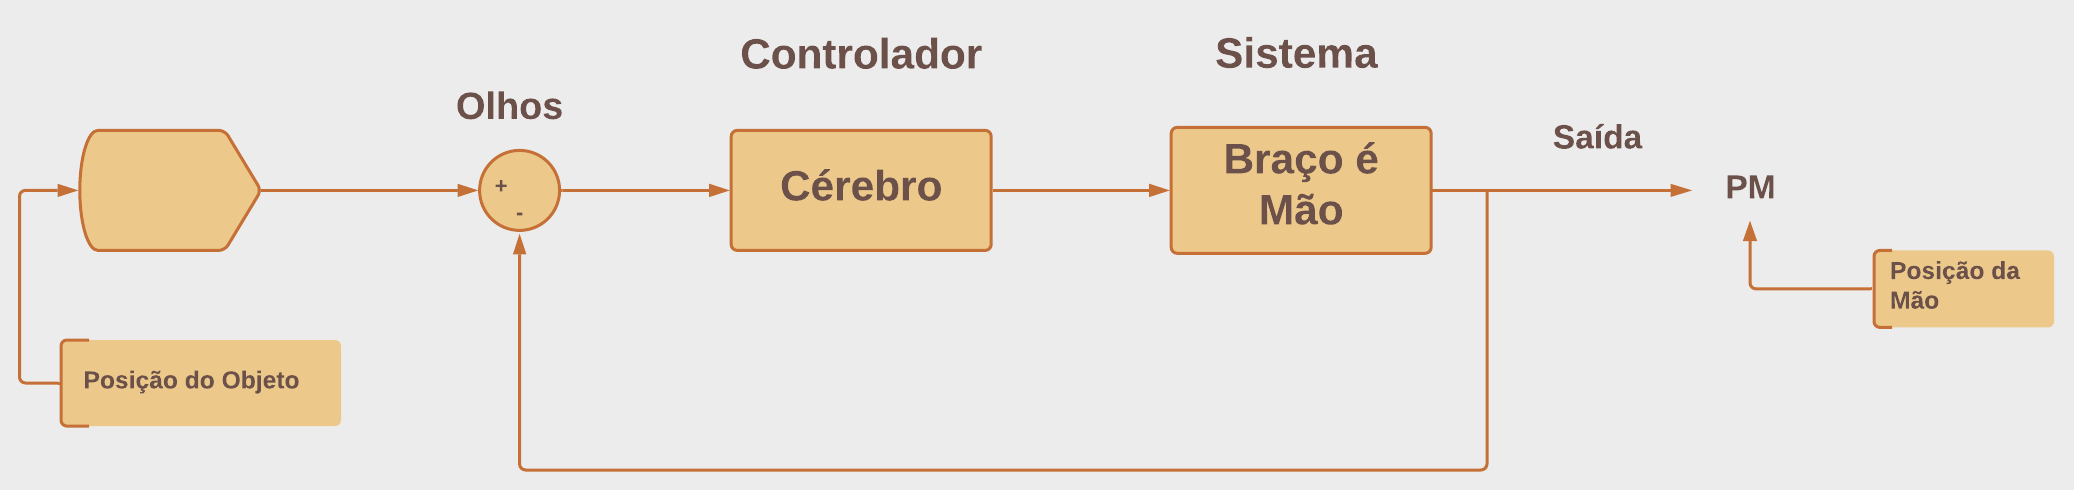 Controlador
Sistema
Olhos
Saída
+
-
Cérebro
Braço é
Mão
PM
Posição da
Mão
Posição do Objeto